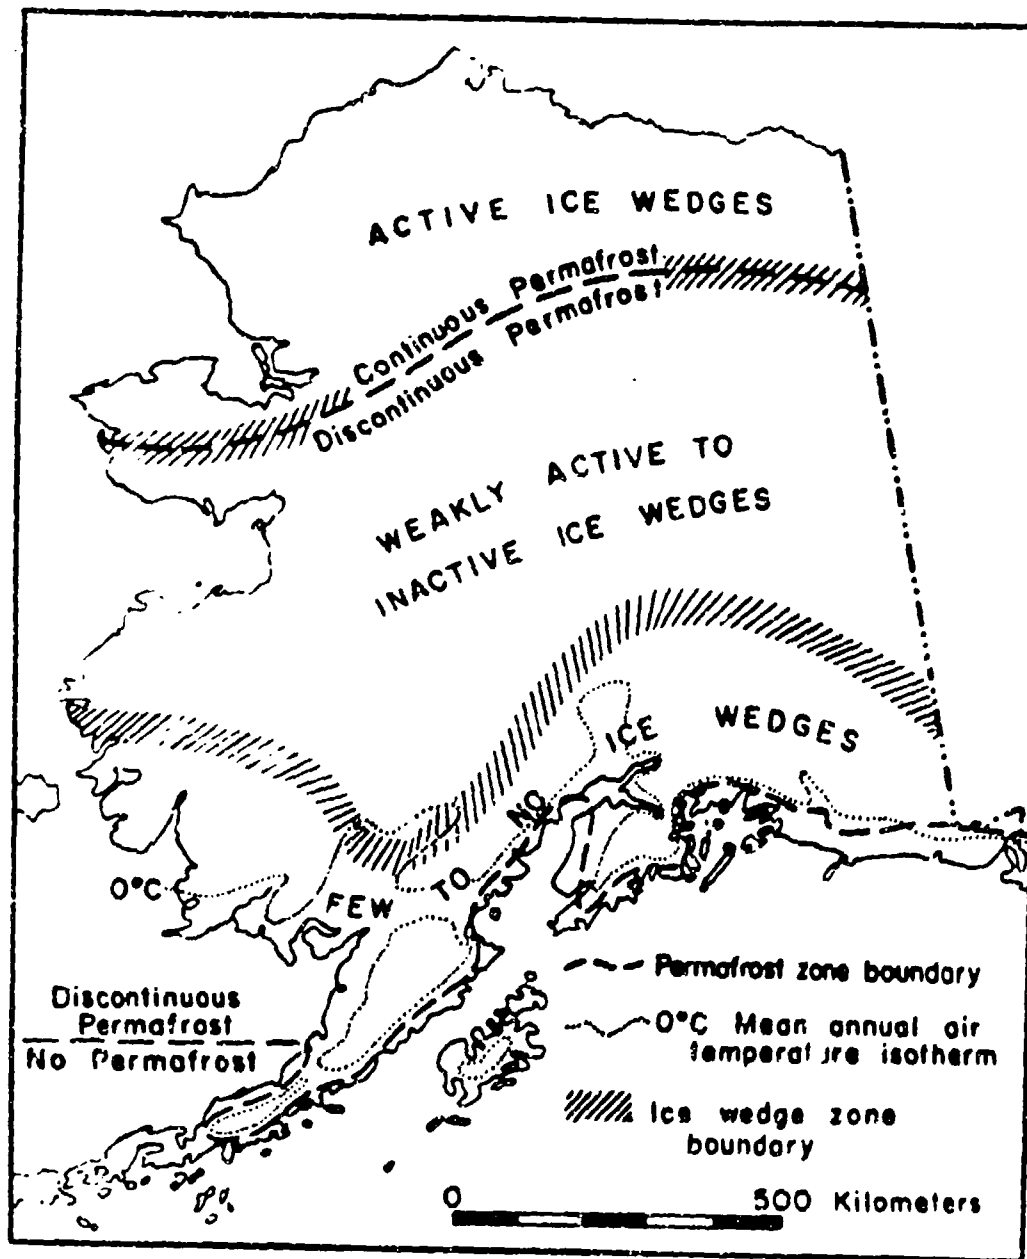 ACTIVE ICE WEDGES
Continuous Permafrost
Discontinuous Permafrost
WEAKLY ACTIVE TO
INACTIVE ICE WEDGES
FEW TO NO ICE WEDGES
0°C
Discontinuous
Permafrost
No Permafrost
Permafrost zone boundary
0°C Mean annual air
temperature isotherm
Ice wedge zone
boundary
0 500 Kilometers